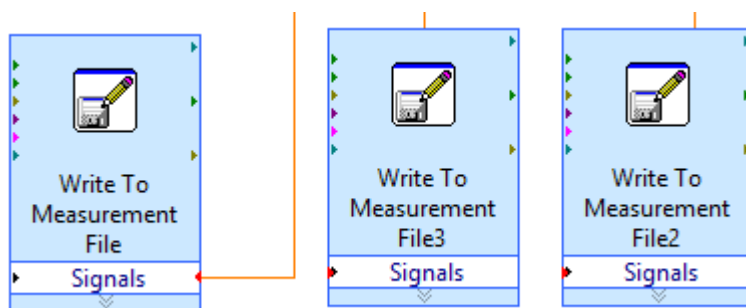 Write To
Measurement
File
Signals
Write To
Measurement
File3
Signals
Write To
Measurement
File2
Signals